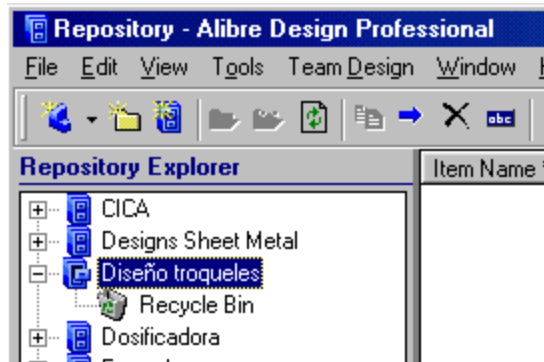 Repository - Alibre Design Professional
File Edit View Tools Team Design Window
abc
Repository Explorer
Item Name
CICA
Designs Sheet Metal
Diseño troqueles
Recycle Bin
Dosificadora